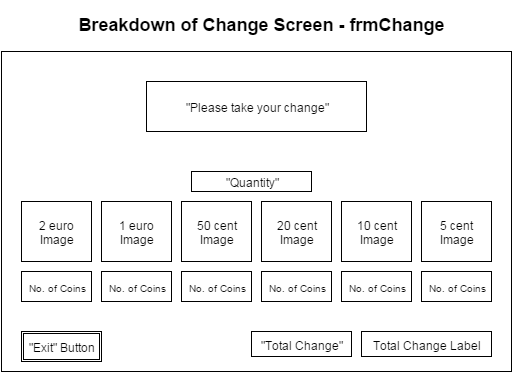 Breakdown of Change Screen - frmChange
"Please take your change"
"Quantity"
2 euro Image
1 euro Image
50 cent Image
20 cent Image
10 cent Image
5 cent Image
No. of Coins
No. of Coins
No. of Coins
No. of Coins
No. of Coins
No. of Coins
"Exit" Button
"Total Change"
Total Change Label